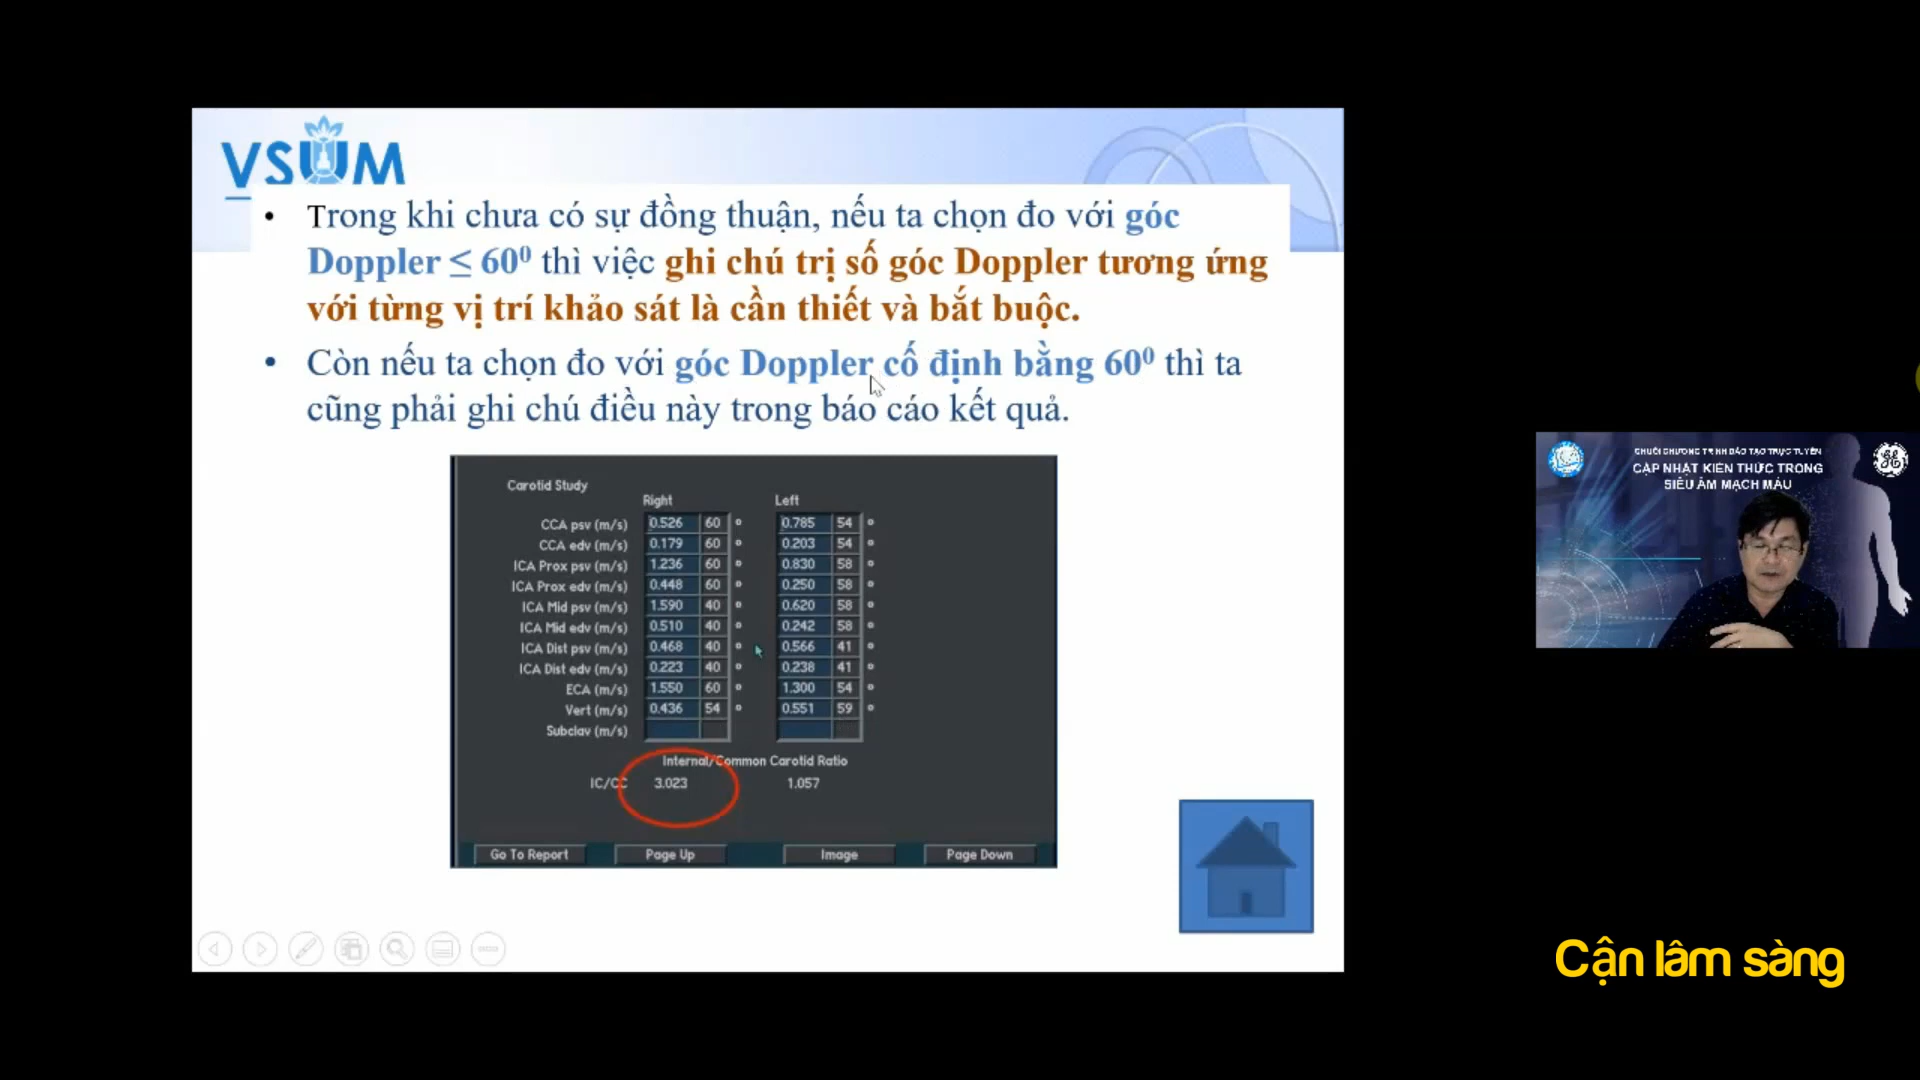 VSUM
• Trong khi chưa có sự đồng thuận, nếu ta chọn đo với góc
Doppler ≤ 60⁰ thì việc ghi chú trị số góc Doppler tương ứng
với từng vị trí khảo sát là cần thiết và bắt buộc.
• Còn nếu ta chọn đo với góc Doppler cố định bằng 60⁰ thì ta
cũng phải ghi chú điều này trong báo cáo kết quả.
Carotid Study
Right Left
CCA psv (m/s) 0.526 60 ° 0.785 54 °
CCA edv (m/s) 0.179 60 ° 0.203 54 °
ICA Prox psv (m/s) 1.236 60 ° 0.830 58 °
ICA Prox edv (m/s) 0.448 60 ° 0.250 58 °
ICA Mid psv (m/s) 1.590 40 ° 0.620 58 °
ICA Mid edv (m/s) 0.510 40 ° 0.242 58 °
ICA Dist psv (m/s) 0.468 40 ° 0.566 41 °
ICA Dist edv (m/s) 0.223 40 ° 0.238 41 °
ECA (m/s) 1.550 60 ° 1.300 54 °
Vert (m/s) 0.436 54 ° 0.551 59 °
Subclav (m/s)
Internal/Common Carotid Ratio
IC/CC 3.023 1.057
Go To Report Page Up Image Page Down
CHUỖI CHƯƠNG TRÌNH ĐÀO TẠO TRỰC TUYẾN
CẬP NHẬT KIẾN THỨC TRONG
SIÊU ÂM MẠCH MÁU
Cận lâm sàng